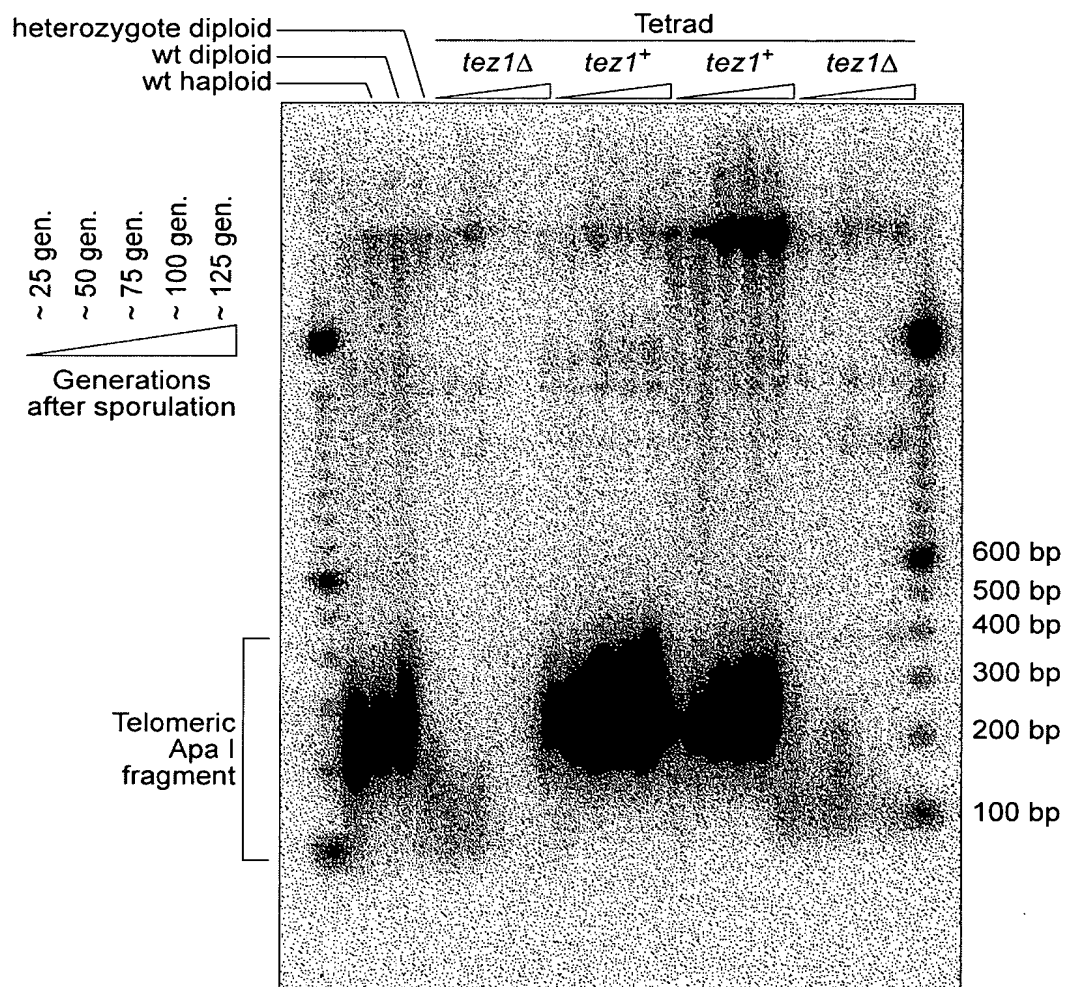 heterozygote diploid
wt diploid
wt haploid
Tetrad
tez1Δ
tez1+
tez1+
tez1Δ
~ 25 gen.
~ 50 gen.
~ 75 gen.
~ 100 gen.
~ 125 gen.
Generations
after sporulation
Telomeric
Apa I
fragment
600 bp
500 bp
400 bp
300 bp
200 bp
100 bp